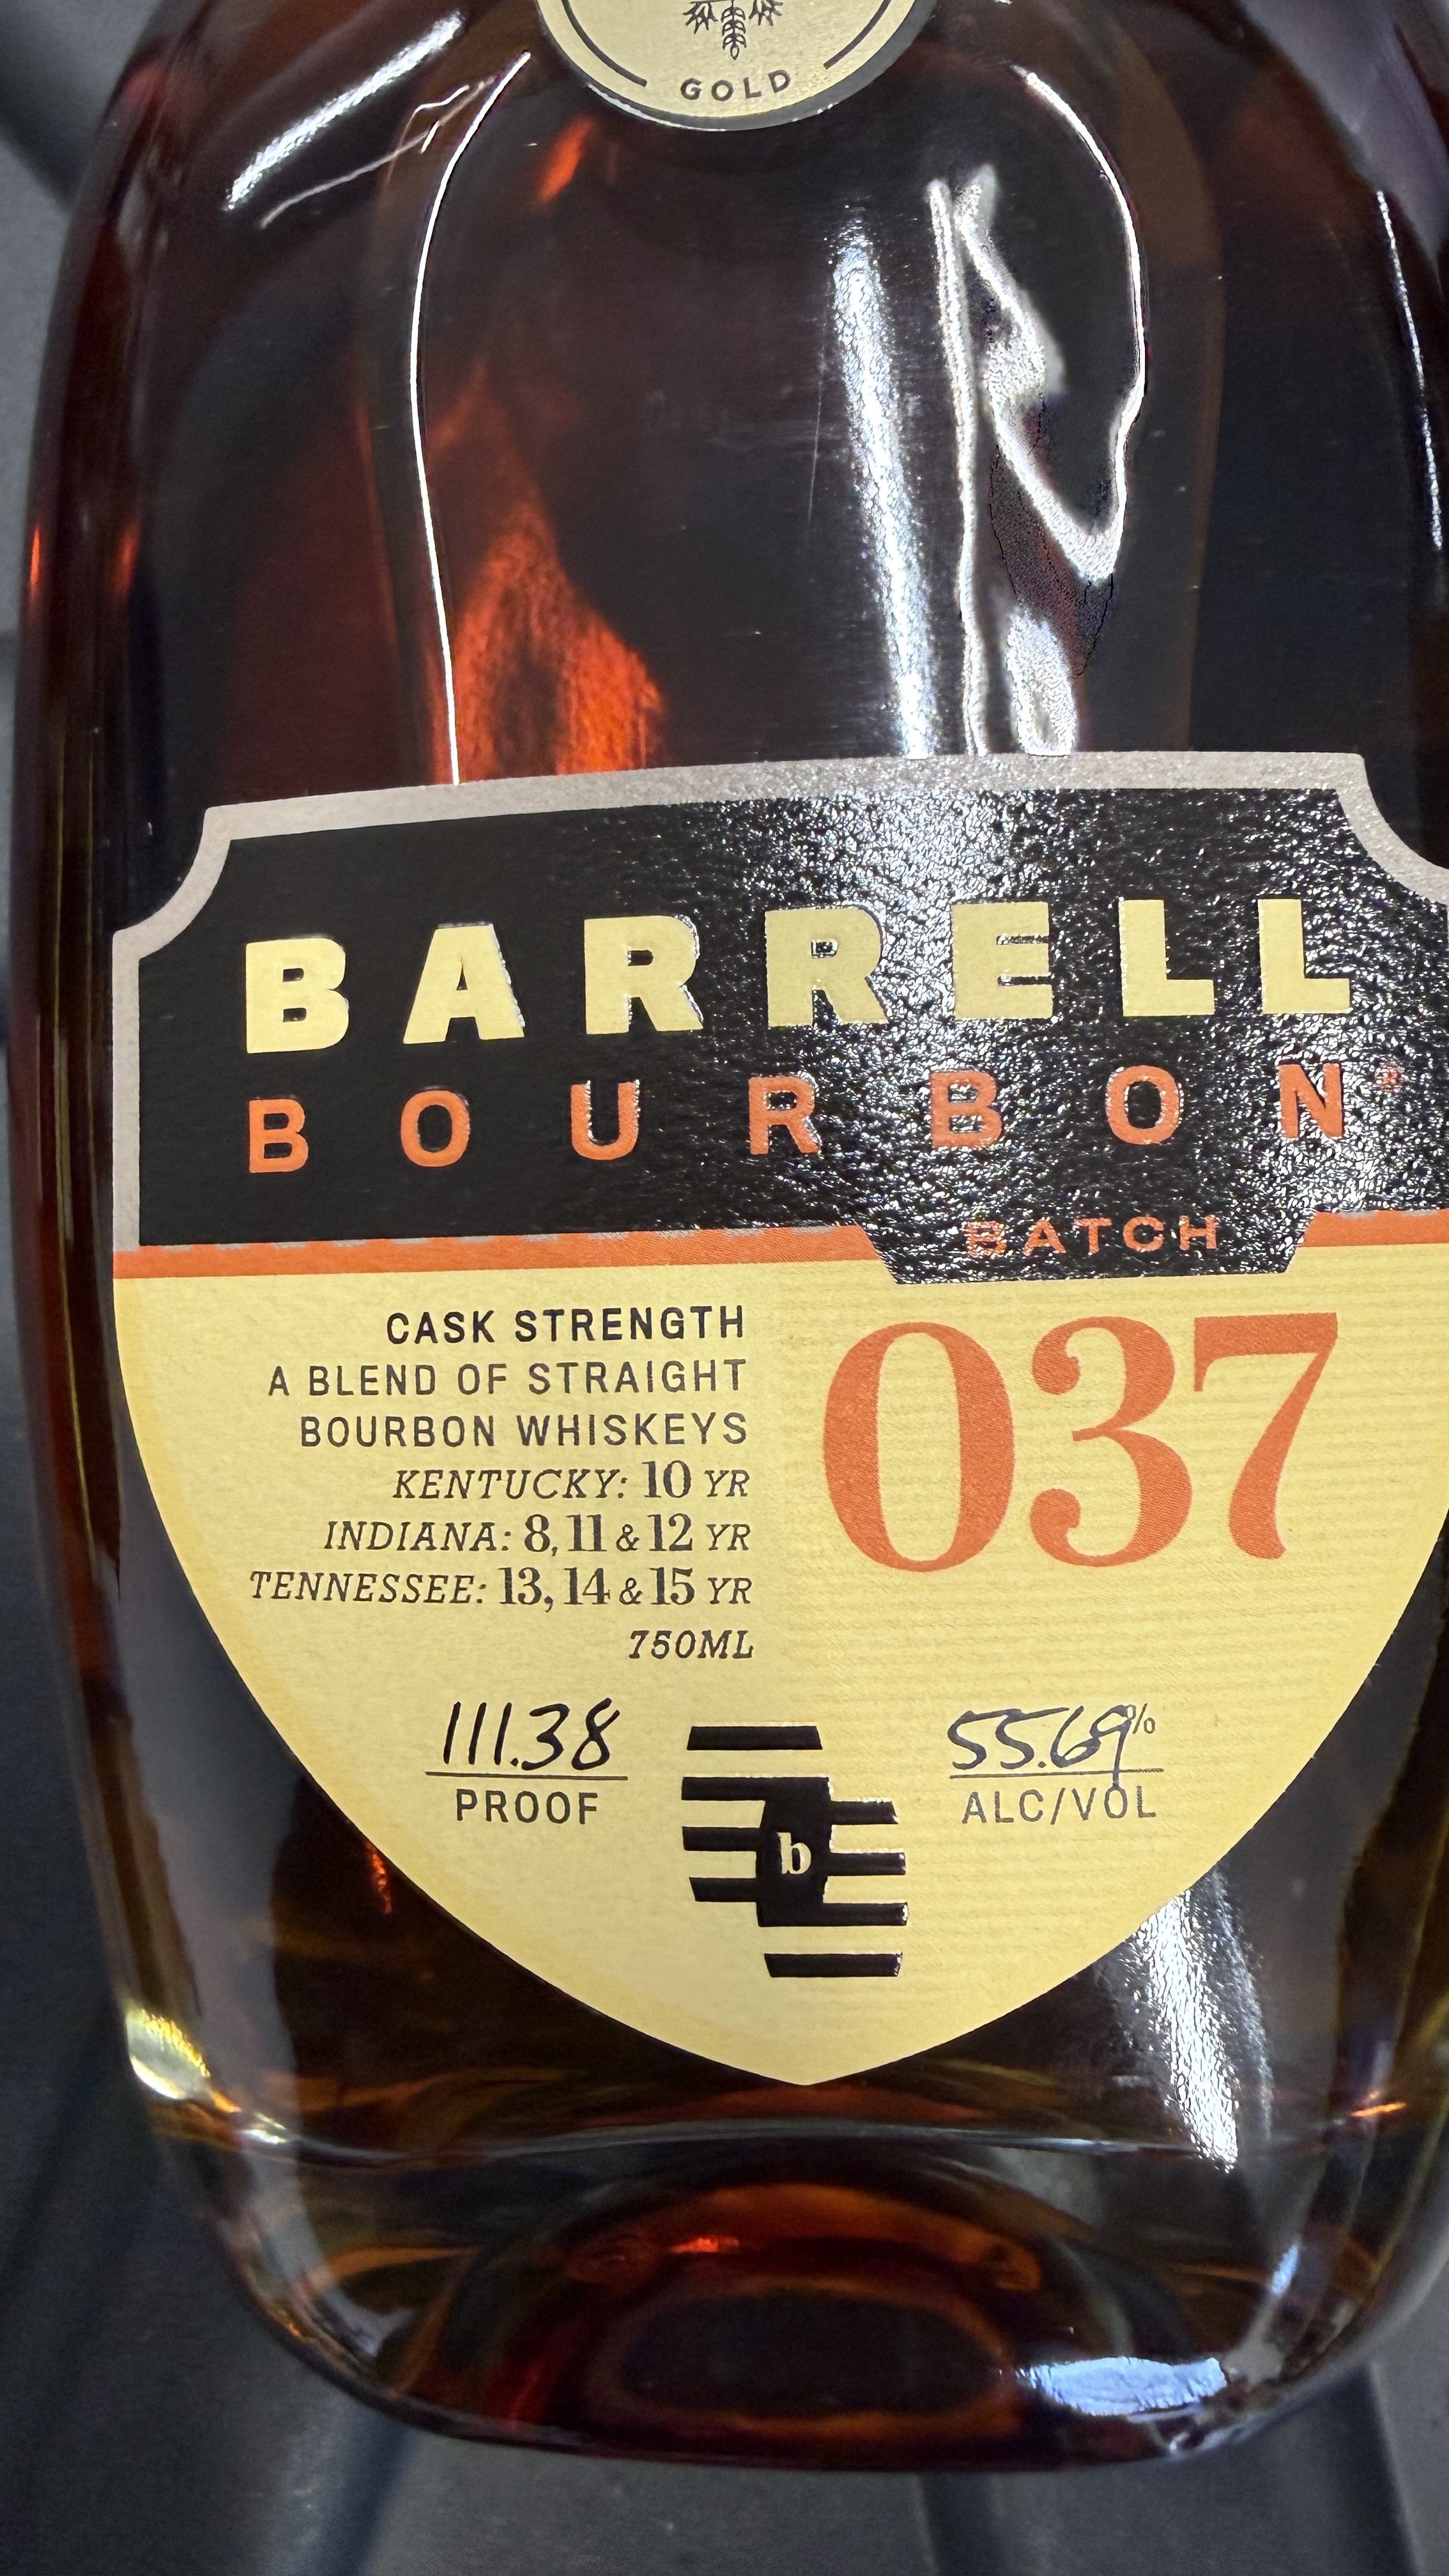 GOLD
BARRELL
BOURBON®
BATCH
037
CASK STRENGTH
A BLEND OF STRAIGHT
BOURBON WHISKEYS
KENTUCKY: 10 YR
INDIANA: 8, 11 & 12 YR
TENNESSEE: 13, 14 & 15 YR
750ML
111.38
PROOF
b
55.69%
ALC/VOL